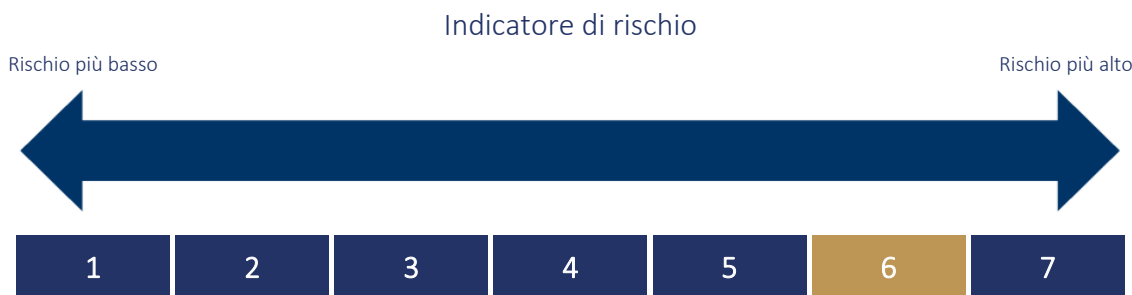 Indicatore di rischio
Rischio più basso
Rischio più alto
1 2 3 4 5 6 7